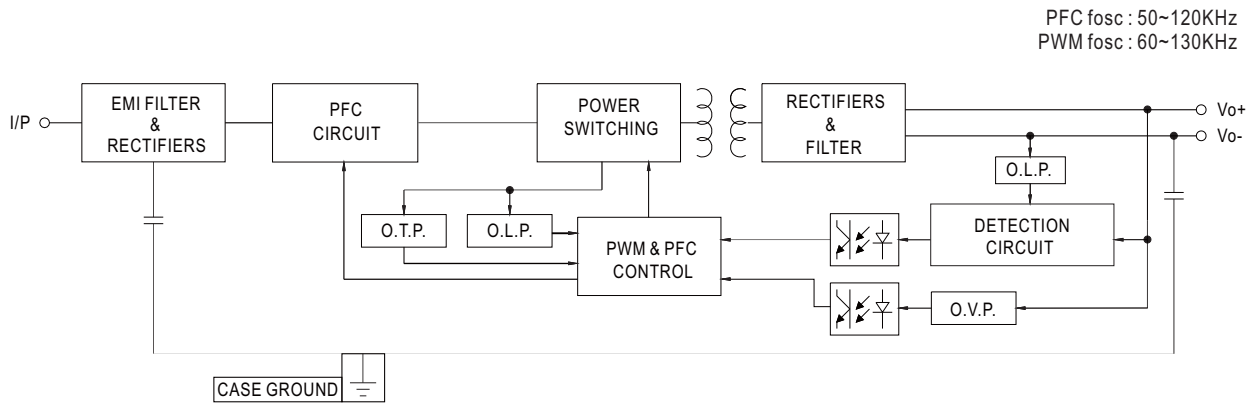 PFC fosc : 50~120KHz
PWM fosc : 60~130KHz
I/P
EMI FILTER
&
RECTIFIERS
PFC
CIRCUIT
POWER
SWITCHING
RECTIFIERS
&
FILTER
Vo+
Vo-
O.L.P.
O.T.P.
O.L.P.
PWM & PFC
CONTROL
DETECTION
CIRCUIT
O.V.P.
CASE GROUND